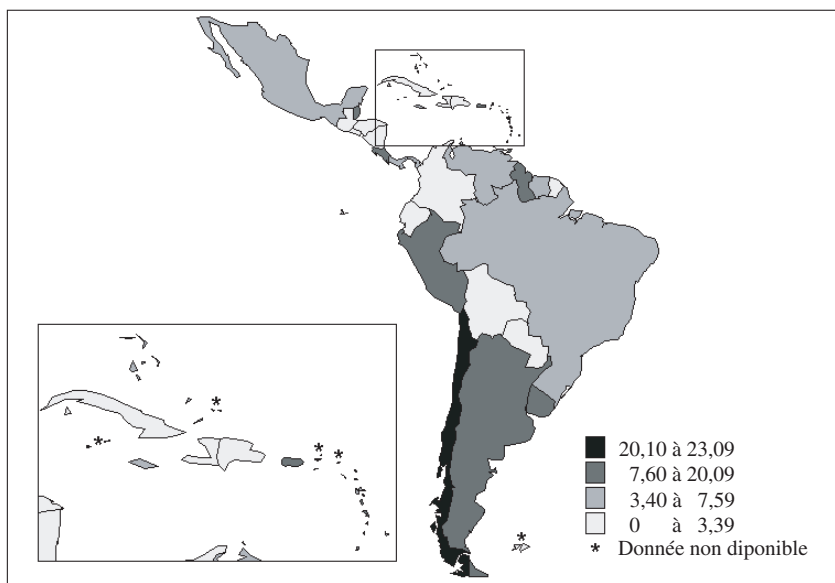 *
*
*
*
*
20,10 à 23,09
7,60 à 20,09
3,40 à 7,59
0 à 3,39
* Donnée non diponible